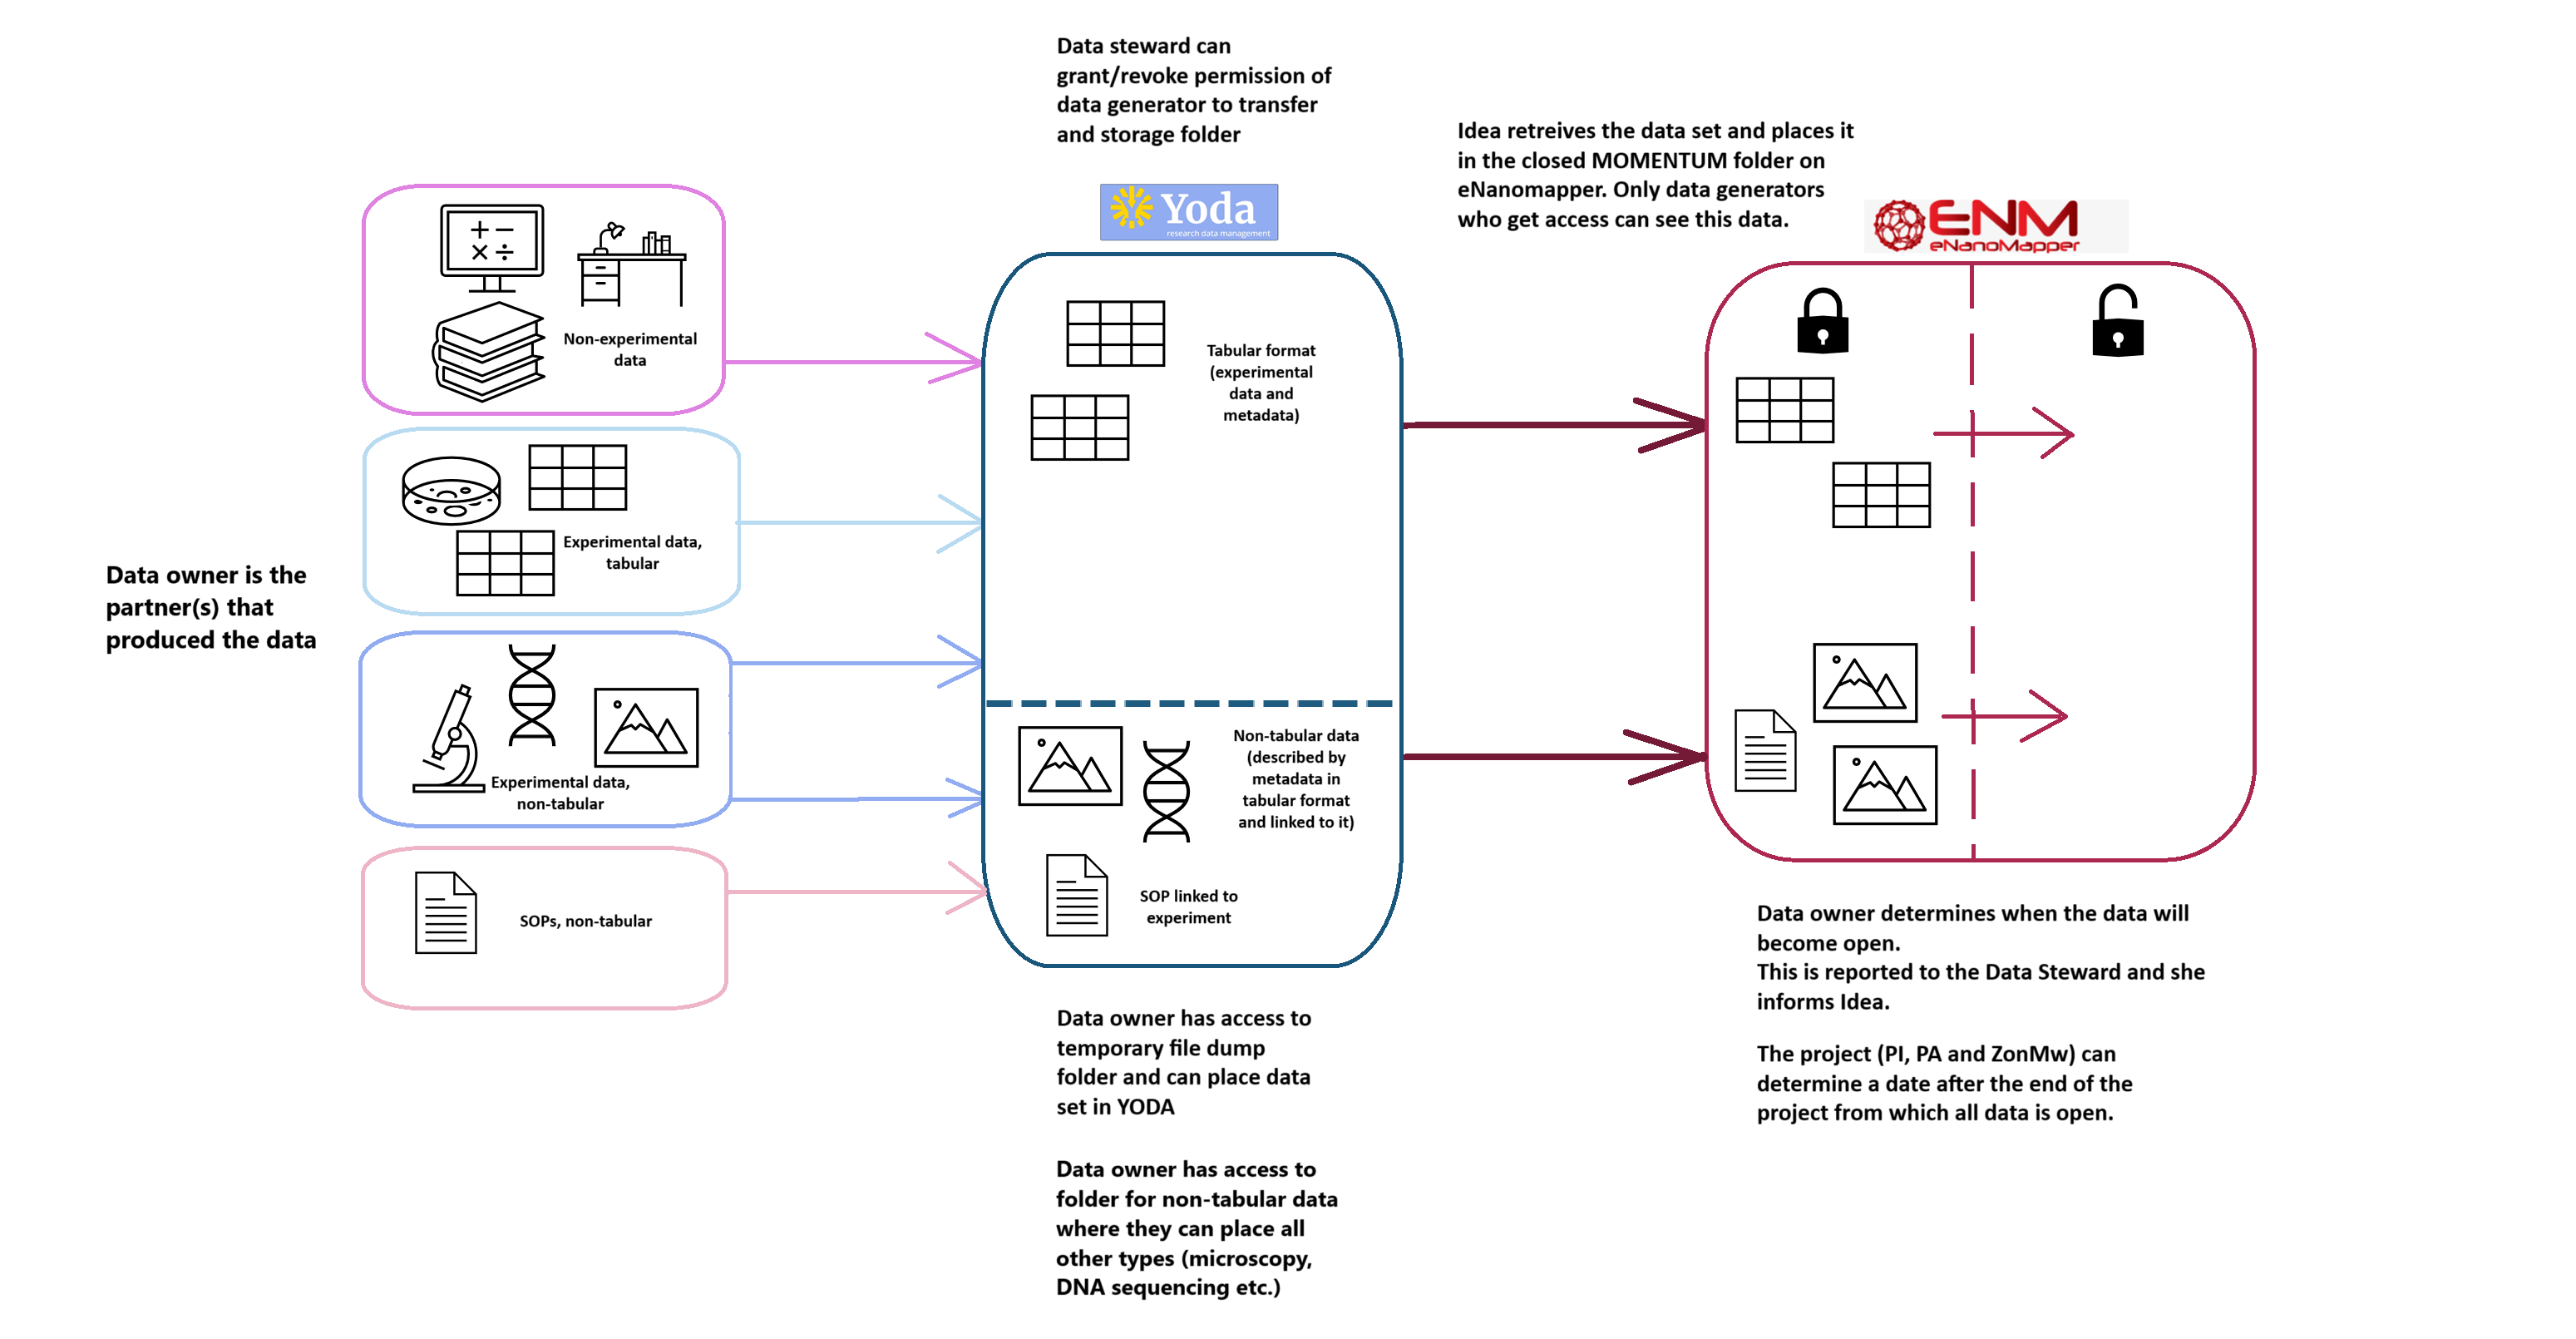 Data owner is the
partner(s) that
produced the data
+ −
× ÷
Non-experimental
data
Experimental data,
tabular
Experimental data,
non-tabular
SOPs, non-tabular
Data steward can
grant/revoke permission of
data generator to transfer
and storage folder
Yoda
research data management
Tabular format
(experimental
data and
metadata)
Non-tabular data
(described by
metadata in
tabular format
and linked to it)
SOP linked to
experiment
Data owner has access to
temporary file dump
folder and can place data
set in YODA
Data owner has access to
folder for non-tabular data
where they can place all
other types (microscopy,
DNA sequencing etc.)
Idea retreives the data set and places it
in the closed MOMENTUM folder on
eNanomapper. Only data generators
who get access can see this data.
ENM
eNanoMapper
Data owner determines when the data will
become open.
This is reported to the Data Steward and she
informs Idea.
The project (PI, PA and ZonMw) can
determine a date after the end of the
project from which all data is open.